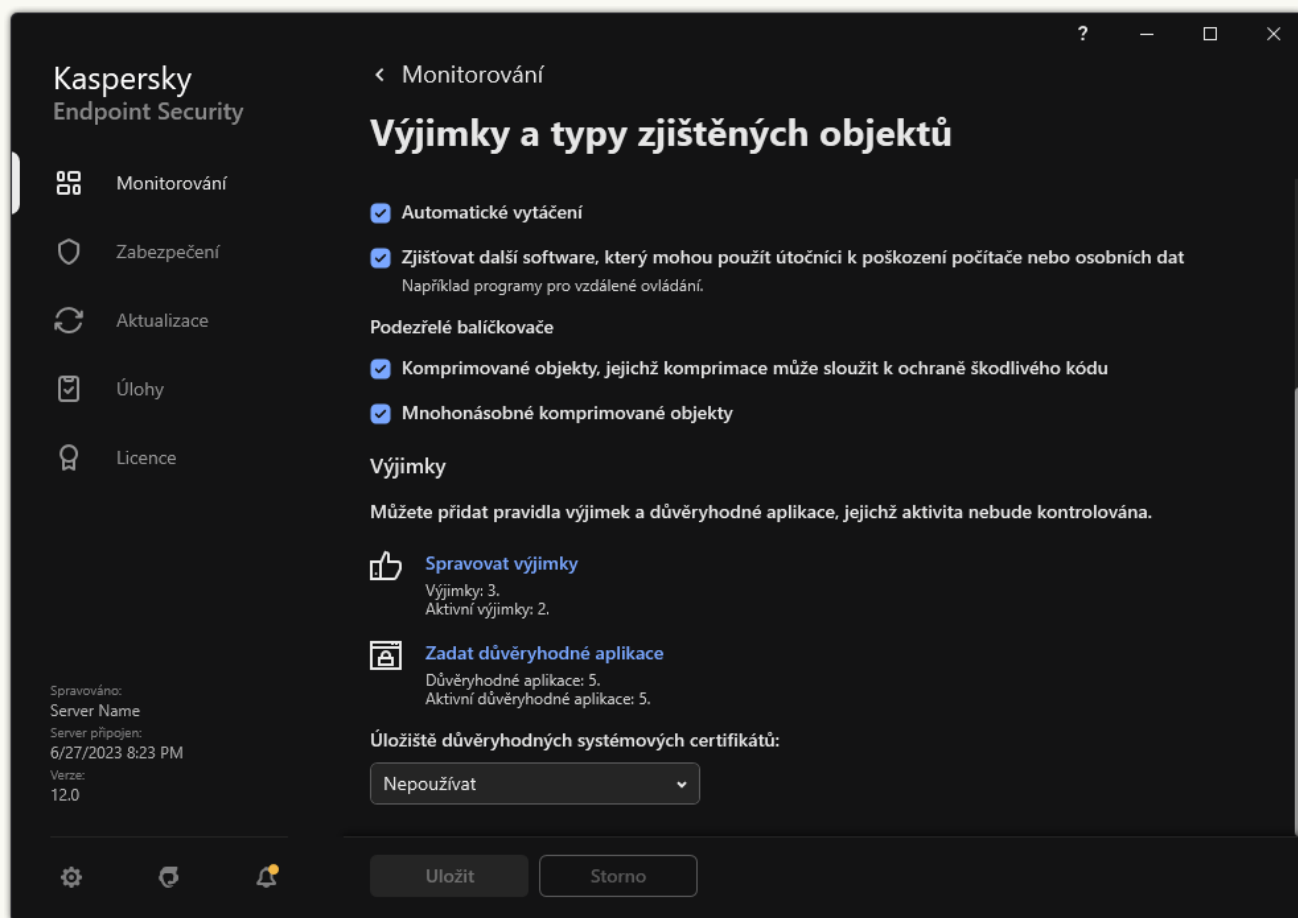 ?
Kaspersky
Endpoint Security
Monitorování
Zabezpečení
Aktualizace
Úlohy
Licence
Spravováno:
Server Name
Server připojen:
6/27/2023 8:23 PM
Verze:
12.0
Monitorování
Výjimky a typy zjištěných objektů
Automatické vytáčení
Zjišťovat další software, který mohou použít útočníci k poškození počítače nebo osobních dat
Například programy pro vzdálené ovládání.
Podezřelé balíčkovače
Komprimované objekty, jejichž komprimace může sloužit k ochraně škodlivého kódu
Mnohonásobné komprimované objekty
Výjimky
Můžete přidat pravidla výjimek a důvěryhodné aplikace, jejichž aktivita nebude kontrolována.
Spravovat výjimky
Výjimky: 3.
Aktivní výjimky: 2.
Zadat důvěryhodné aplikace
Důvěryhodné aplikace: 5.
Aktivní důvěryhodné aplikace: 5.
Úložiště důvěryhodných systémových certifikátů:
Nepoužívat
Uložit
Storno